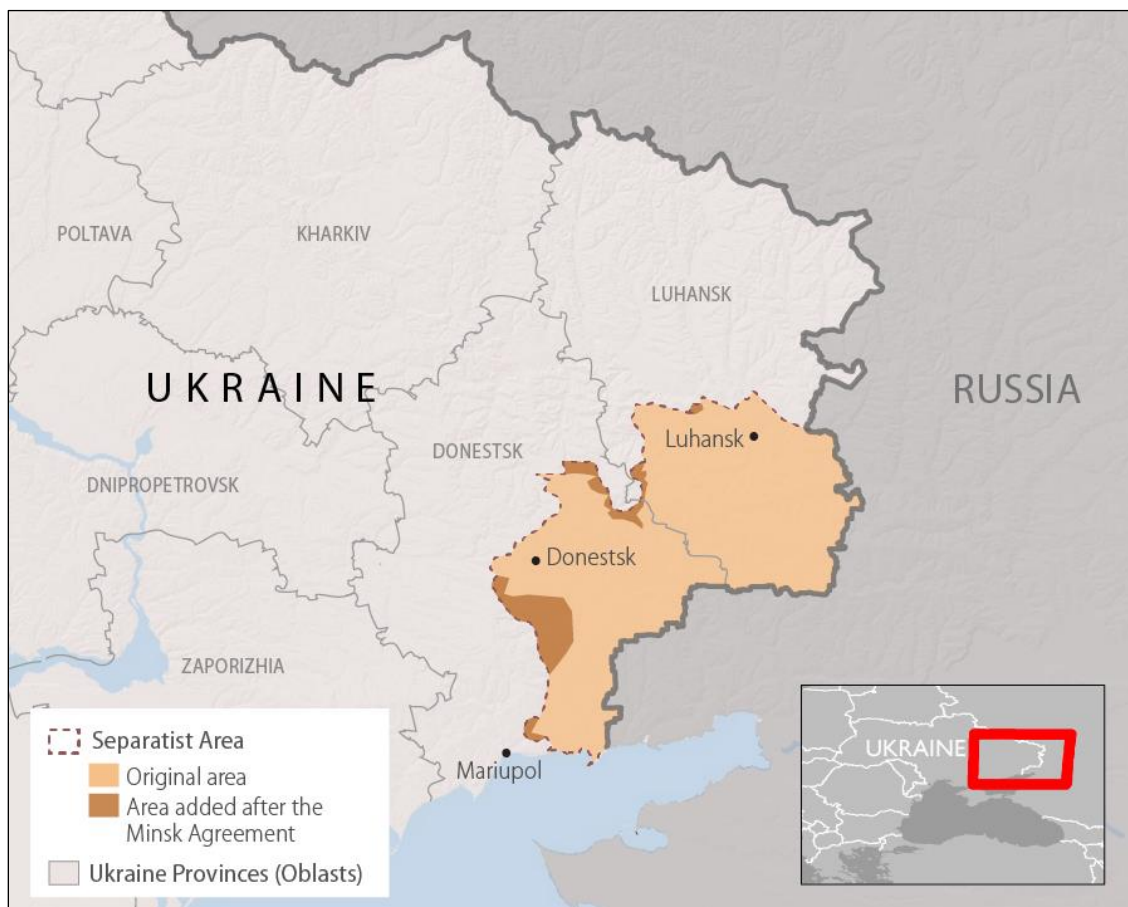 POLTAVA
KHARKIV
LUHANSK
UKRAINE
RUSSIA
Luhansk
DONESTSK
DNIPROPETROVSK
Donestsk
ZAPORIZHIA
Mariupol
Separatist Area
Original area
Area added after the
Minsk Agreement
Ukraine Provinces (Oblasts)
UKRAINE